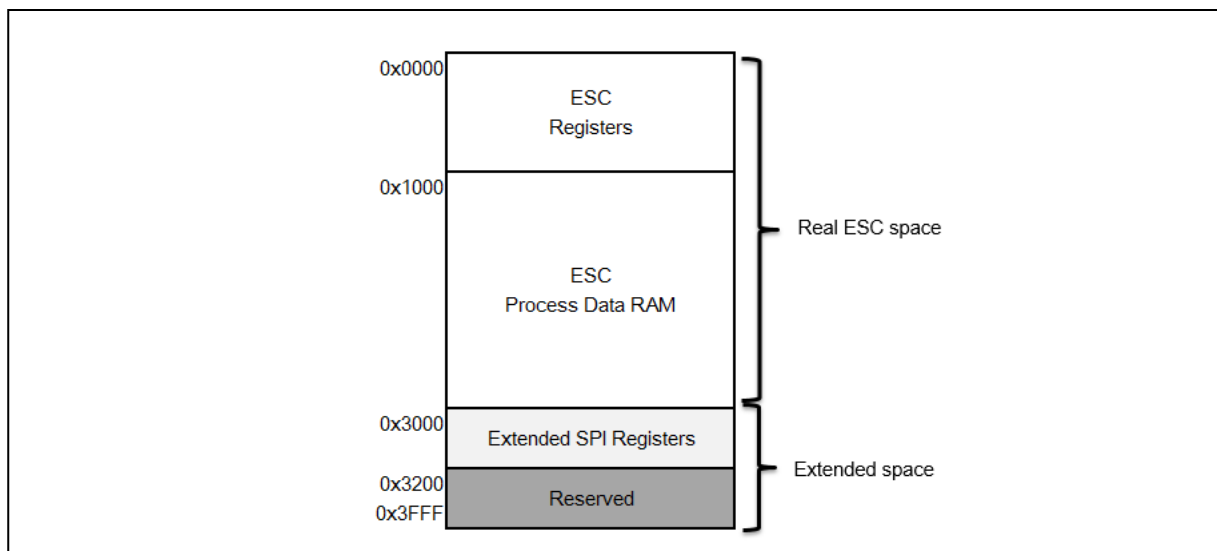 0x0000
ESC
Registers
0x1000
Real ESC space
ESC
Process Data RAM
0x3000
Extended SPI Registers
Extended space
0x3200
Reserved
0x3FFF